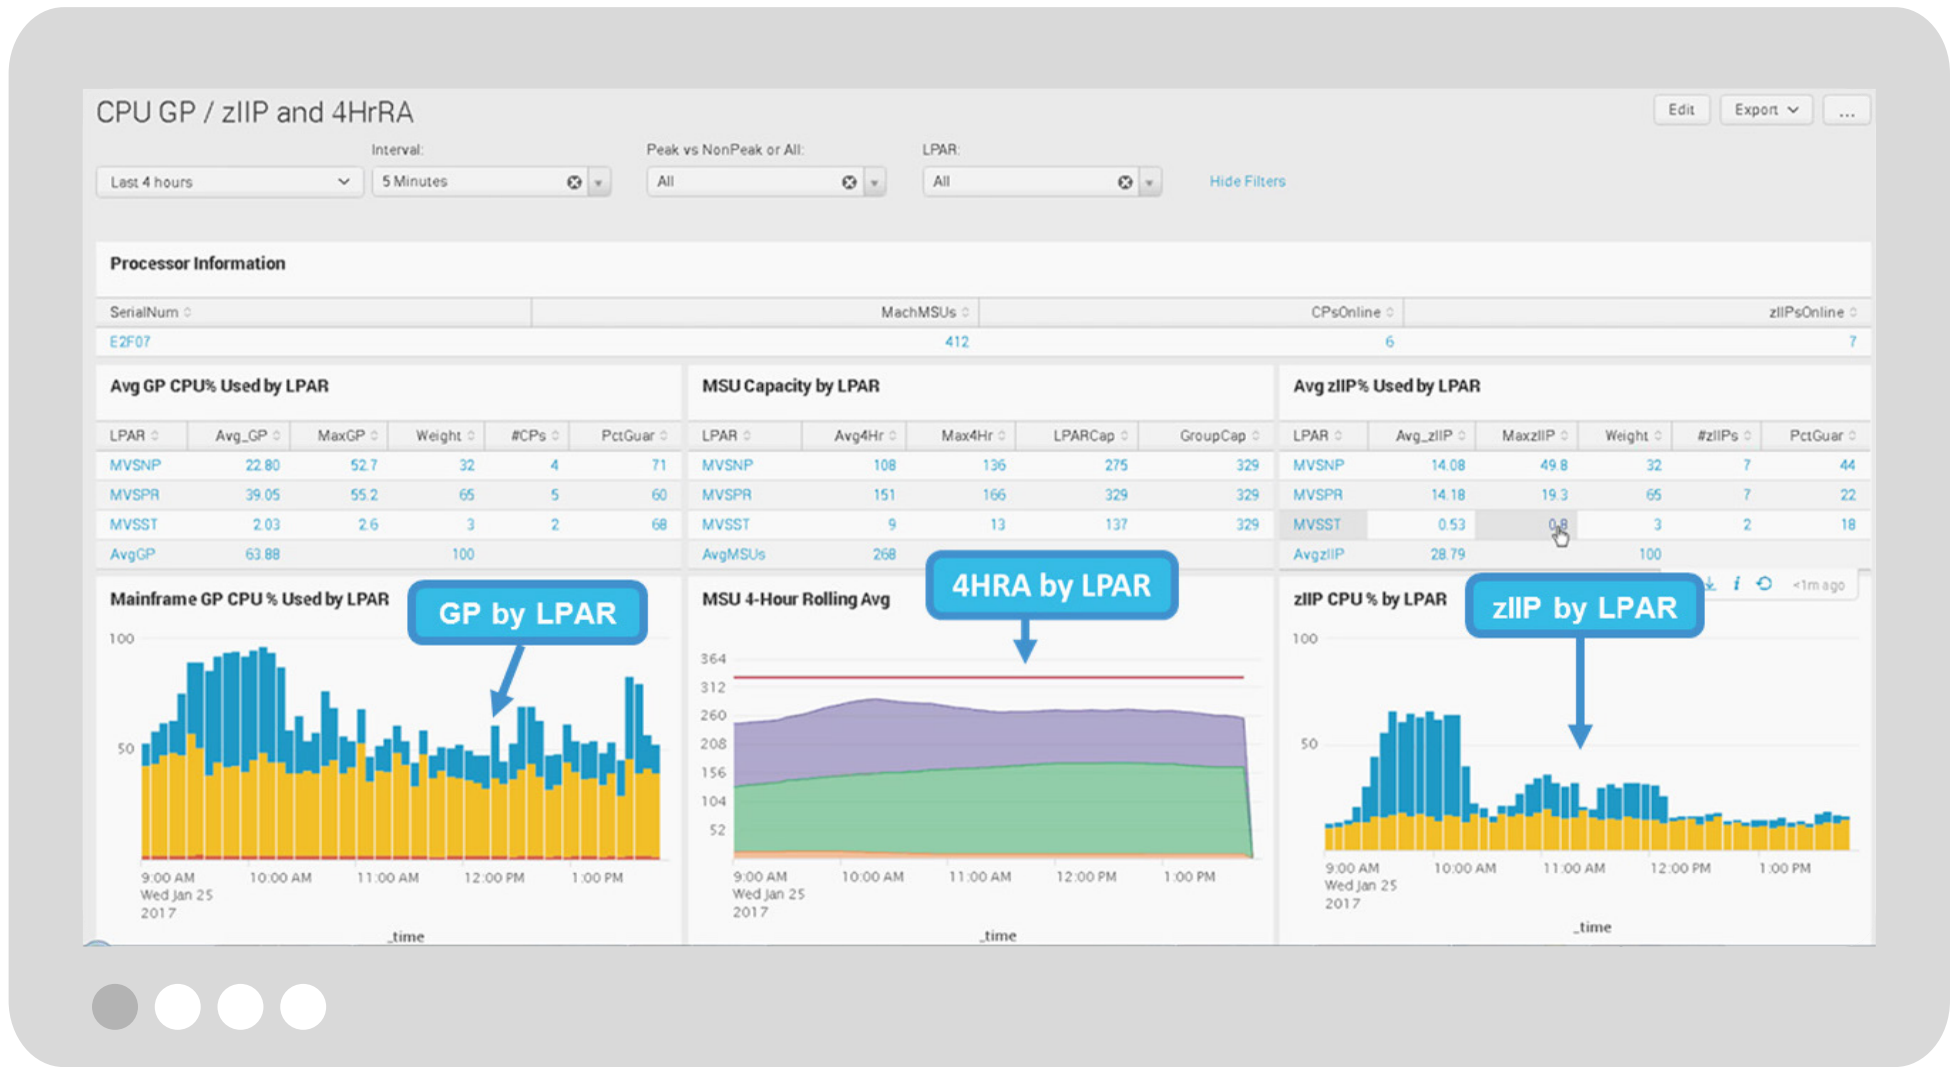 CPU GP / zIIP and 4HrRA
Edit
Export
...
Interval:
Peak vs NonPeak or All:
LPAR:
Last 4 hours
5 Minutes
All
All
Hide Filters
Processor Information
SerialNum MachMSUs CPsOnline zIIPsOnline
E2F07 412 6 7
Avg GP CPU% Used by LPAR
LPAR Avg_GP MaxGP Weight #CPs PctGuar
MVSNP 22.80 52.7 32 4 71
MVSPR 39.05 55.2 65 5 60
MVSST 2.03 2.6 3 2 68
AvgGP 63.88 100
MSU Capacity by LPAR
LPAR Avg4Hr Max4Hr LPARCap GroupCap
MVSNP 108 136 275 329
MVSPR 151 166 329 329
MVSST 9 13 137 329
AvgMSUs 268
Avg zIIP% Used by LPAR
LPAR Avg_zIIP MaxzIIP Weight #zIIPs PctGuar
MVSNP 14.08 49.8 32 7 44
MVSPR 14.18 19.3 65 7 22
MVSST 0.53 0.8 3 2 18
AvgzIIP 28.79 100
Mainframe GP CPU % Used by LPAR
GP by LPAR
100
50
9:00 AM 10:00 AM 11:00 AM 12:00 PM 1:00 PM
Wed Jan 25
2017
_time
MSU 4-Hour Rolling Avg
4HRA by LPAR
364
312
260
208
156
104
52
9:00 AM 10:00 AM 11:00 AM 12:00 PM 1:00 PM
Wed Jan 25
2017
_time
zIIP CPU % by LPAR
zIIP by LPAR
i
<1m ago
100
50
9:00 AM 10:00 AM 11:00 AM 12:00 PM 1:00 PM
Wed Jan 25
2017
_time